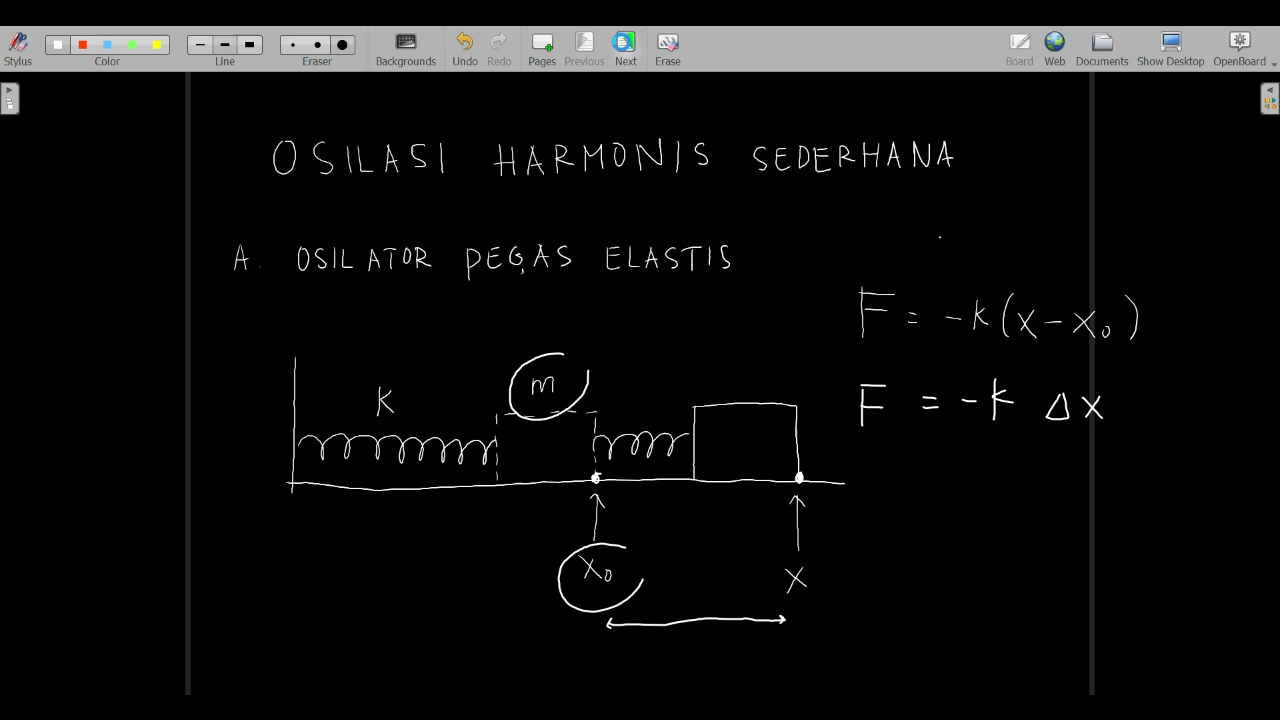 Stylus Color Line Eraser Backgrounds Undo Redo Pages Previous Next Erase Board Web Documents Show Desktop OpenBoard
OSILASI HARMONIS SEDERHANA
A. OSILATOR PEGAS ELASTIS
F = -k(x - x₀)
F = -k Δx
K
m
x₀
x